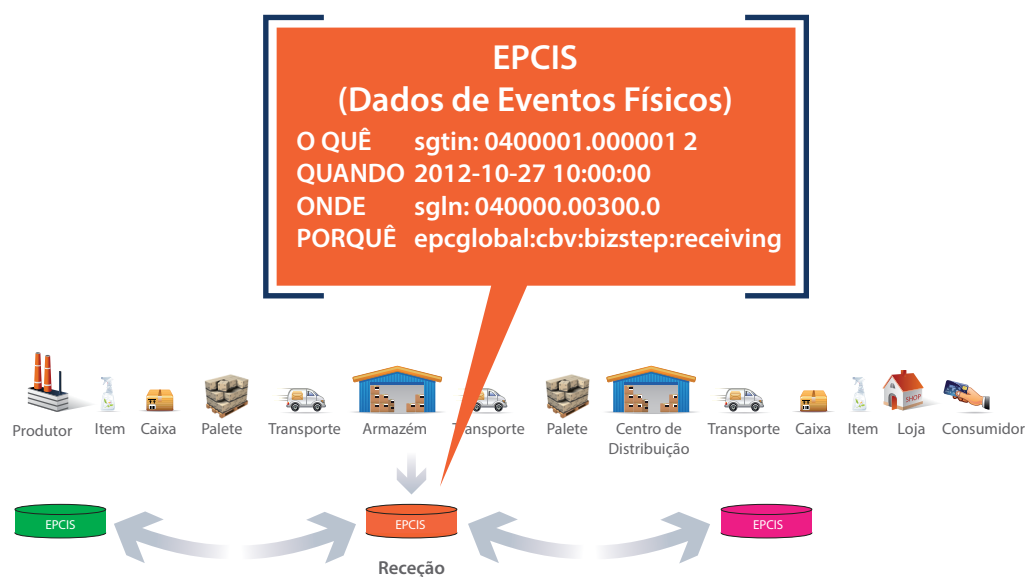 EPCIS
(Dados de Eventos Físicos)
O QUÊ sgtin: 0400001.000001 2
QUANDO 2012-10-27 10:00:00
ONDE sgln: 040000.00300.0
PORQUÊ epcglobal:cbv:bizstep:receiving
SHOP
Produtor Item Caixa Palete Transporte Armazém Transporte Palete Centro de Distribuição Transporte Caixa Item Loja Consumidor
EPCIS EPCIS EPCIS
Receção